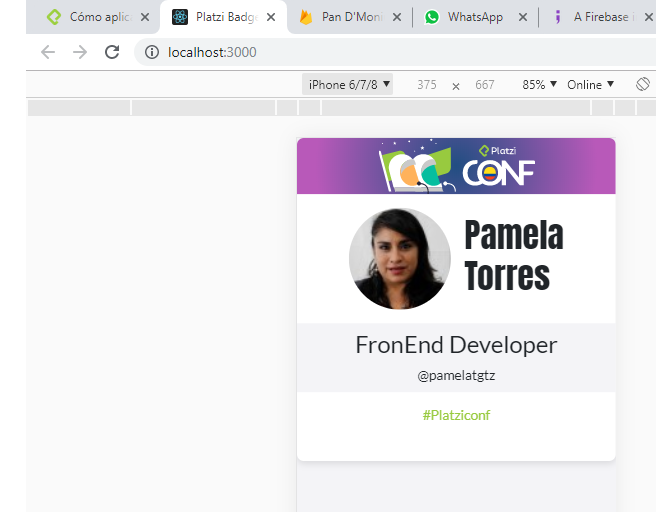 Cómo aplic
Platzi Badge
Pan D'Mon
WhatsApp
A Firebase i
localhost:3000
iPhone 6/7/8 ▼ 375 × 667 85% ▼ Online ▼
Platzi
CONF
Pamela
Torres
FronEnd Developer
@pamelatgtz
#Platziconf